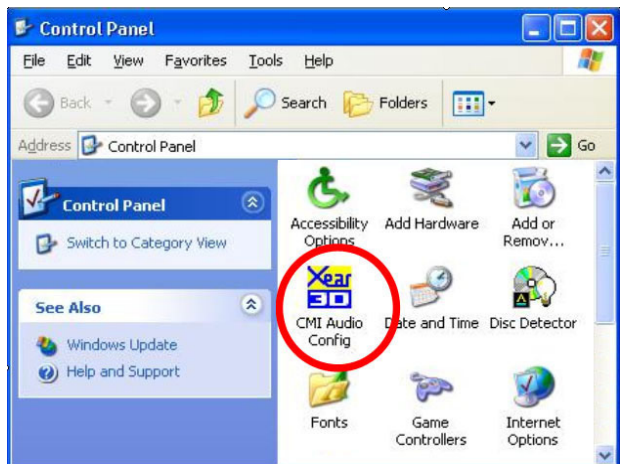 Control Panel
File Edit View Favorites Tools Help
Back Search Folders
Address Control Panel Go
Control Panel
Switch to Category View
See Also
Windows Update
Help and Support
Accessibility Options
Add Hardware
Add or Remov...
Xear 3D
CMI Audio Config
Date and Time
Disc Detector
A
Fonts
Game Controllers
Internet Options